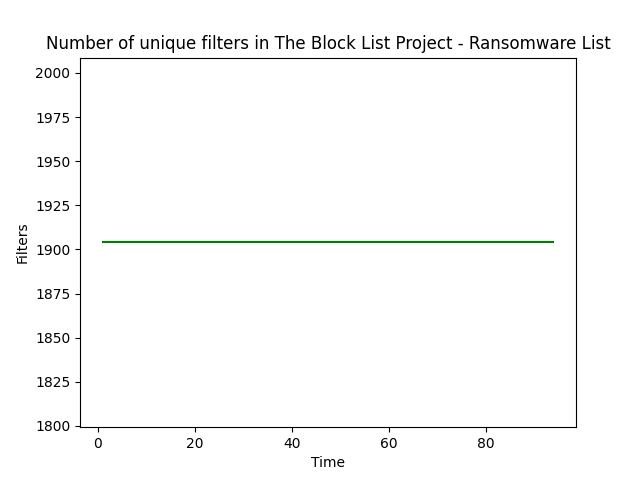 Number of unique filters in The Block List Project - Ransomware List
2000
1975
1950
1925
1900
1875
1850
1825
1800
Filters
0 20 40 60 80
Time